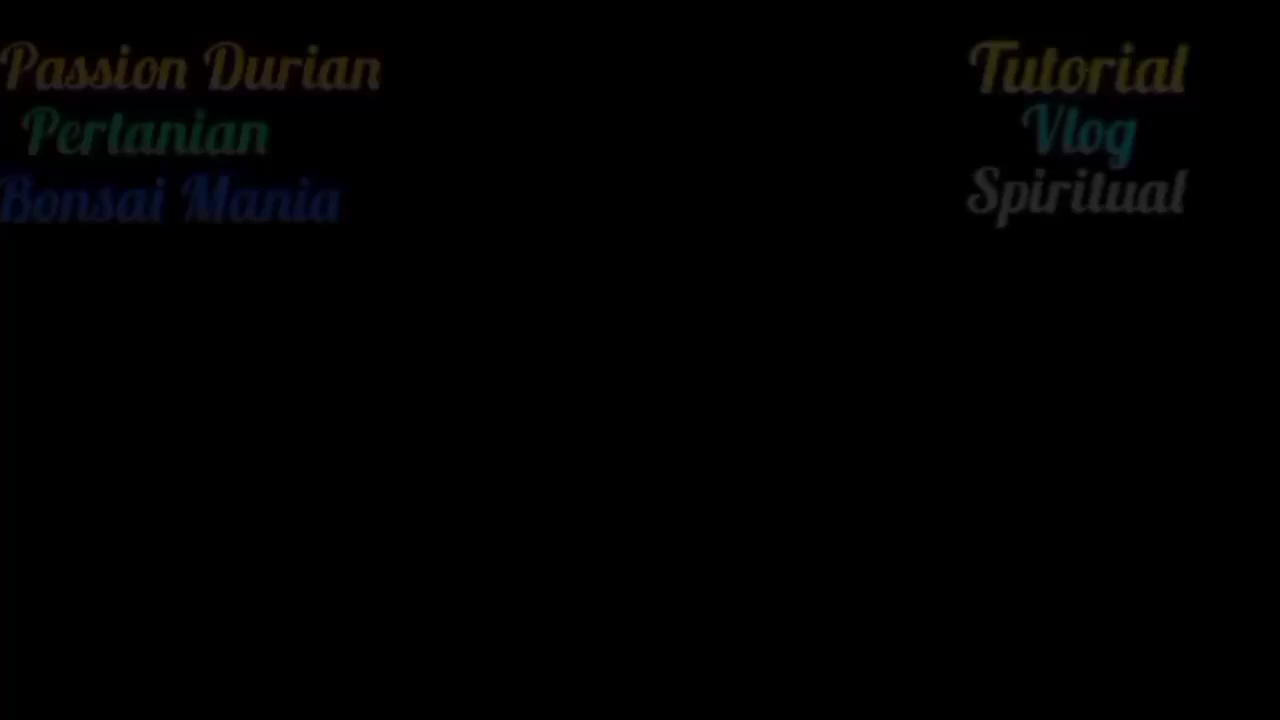 Passion Durian
Pertanian
Bonsai Mania
Tutorial
Vlog
Spiritual